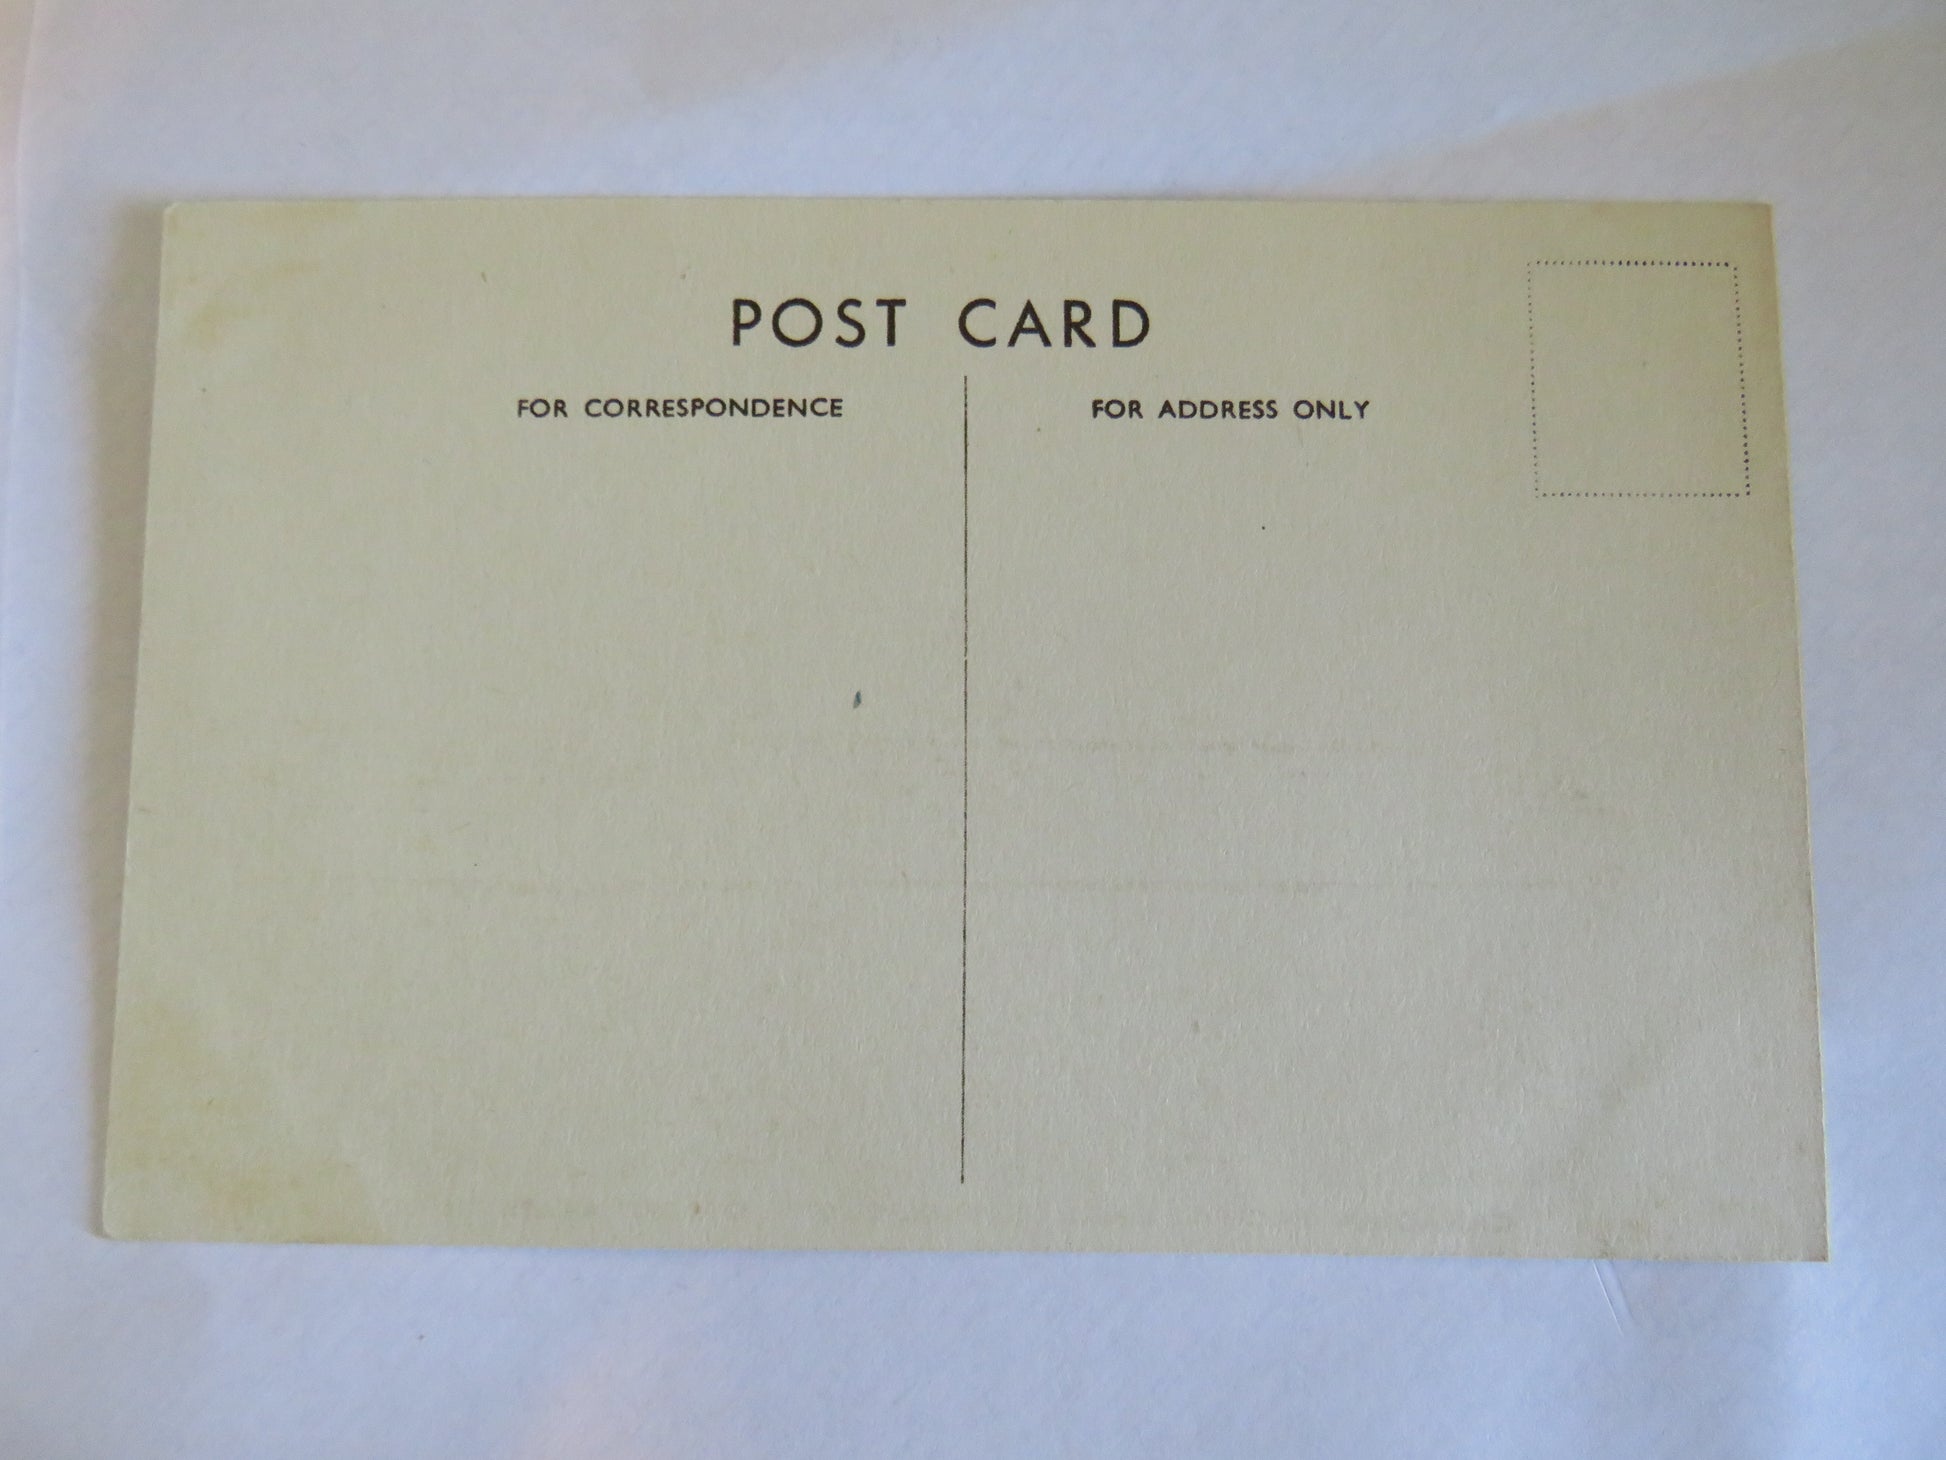 POST CARD
FOR CORRESPONDENCE
FOR ADDRESS ONLY